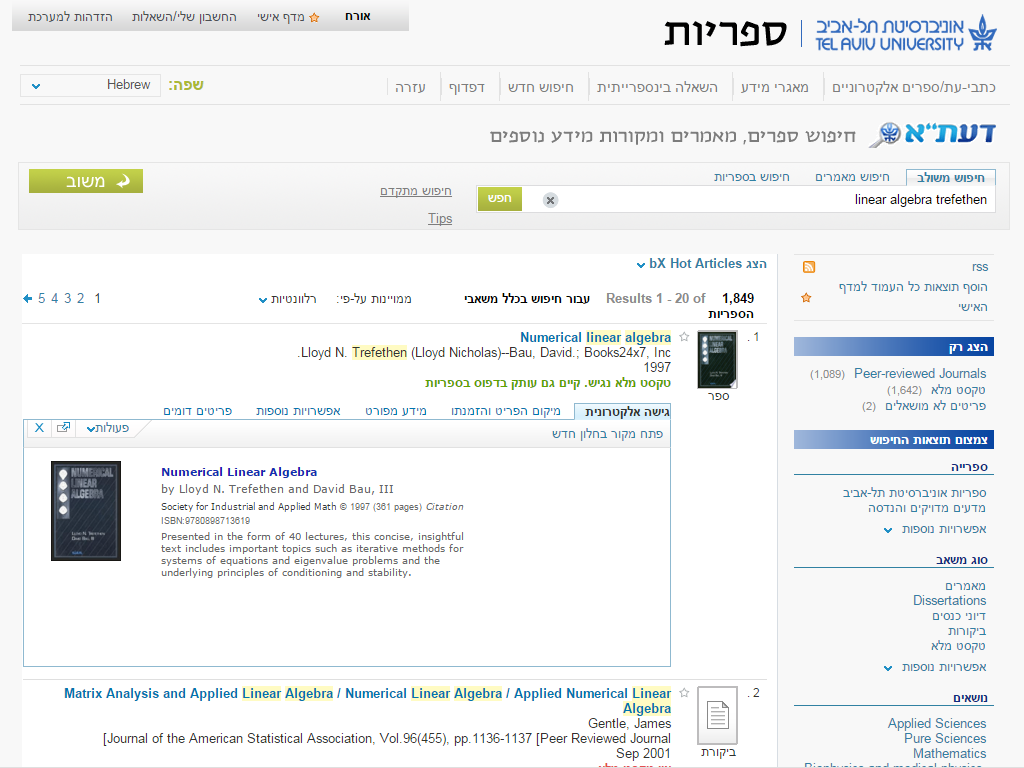 אורח
מדף אישי
החשבון שלי/השאלות
הזדהות למערכת
אוניברסיטת תל-אביב
TEL AVIV UNIVERSITY
ספריות
כתבי-עת/ספרים אלקטרוניים
מאגרי מידע
השאלה בינספרייתית
חיפוש חדש
דפדוף
עזרה
שפה:
Hebrew
דעת"א
חיפוש ספרים, מאמרים ומקורות מידע נוספים
חיפוש משולב
חיפוש מאמרים
חיפוש בספריות
linear algebra trefethen
חפש
חיפוש מתקדם
Tips
משוב
rss
הוסף תוצאות כל העמוד למדף
האישי
הצג רק
Peer-reviewed Journals (1,089)
טקסט מלא (1,642)
פריטים לא מושאלים (2)
צמצום תוצאות החיפוש
ספרייה
ספריות אוניברסיטת תל-אביב
מדעים מדויקים והנדסה
אפשרויות נוספות
סוג משאב
מאמרים
Dissertations
דיוני כנסים
ביקורות
טקסט מלא
אפשרויות נוספות
נושאים
Applied Sciences
Pure Sciences
Mathematics
הצג bX Hot Articles
1,849 Results 1 - 20 of עבור חיפוש בכלל משאבי
הספריות
ממויינות על-פי: רלוונטיות
1 2 3 4 5
1 .
ספר
Numerical linear algebra
.Lloyd N. Trefethen (Lloyd Nicholas)--Bau, David.; Books24x7, Inc
1997
טקסט מלא נגיש. קיים גם עותק בדפוס בספריות
גישה אלקטרונית
מיקום הפריט והזמנתו
מידע מפורט
אפשרויות נוספות
פריטים דומים
פתח מקור בחלון חדש
פעולות
X
NUMERICAL
LINEAR
ALGEBRA
Numerical Linear Algebra
by Lloyd N. Trefethen and David Bau, III
Society for Industrial and Applied Math © 1997 (361 pages) Citation
ISBN:9780898713619
Presented in the form of 40 lectures, this concise, insightful
text includes important topics such as iterative methods for
systems of equations and eigenvalue problems and the
underlying principles of conditioning and stability.
2 .
ביקורת
Matrix Analysis and Applied Linear Algebra / Numerical Linear Algebra / Applied Numerical Linear
Algebra
Gentle, James
[Journal of the American Statistical Association, Vol.96(455), pp.1136-1137 [Peer Reviewed Journal
Sep 2001